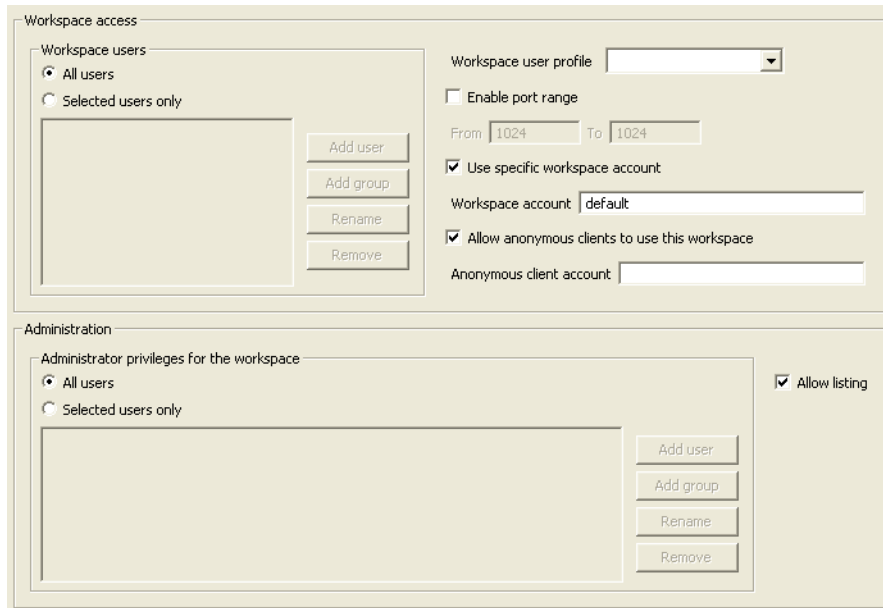 Workspace access
Workspace users
All users
Selected users only
Add user
Add group
Rename
Remove
Workspace user profile
Enable port range
From 1024 To 1024
Use specific workspace account
Workspace account default
Allow anonymous clients to use this workspace
Anonymous client account
Administration
Administrator privileges for the workspace
All users
Selected users only
Add user
Add group
Rename
Remove
Allow listing